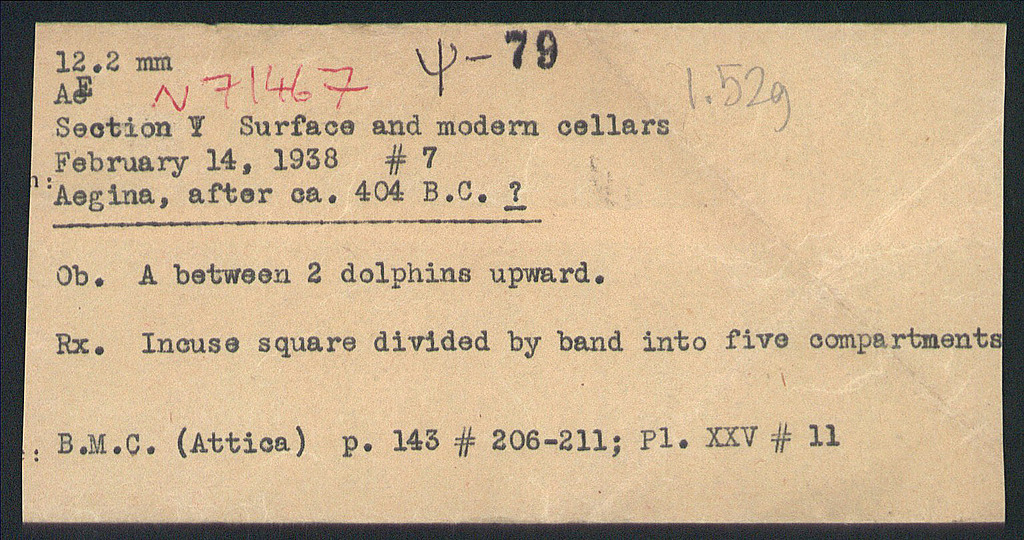 12.2 mm
AE
N 71467
Ψ-79
1.52g
Section Ψ Surface and modern cellars
February 14, 1938 # 7
n:
Aegina, after ca. 404 B.C. ?
Ob. A between 2 dolphins upward.
Rx. Incuse square divided by band into five compartments
: B.M.C. (Attica) p. 143 # 206-211; Pl. XXV # 11